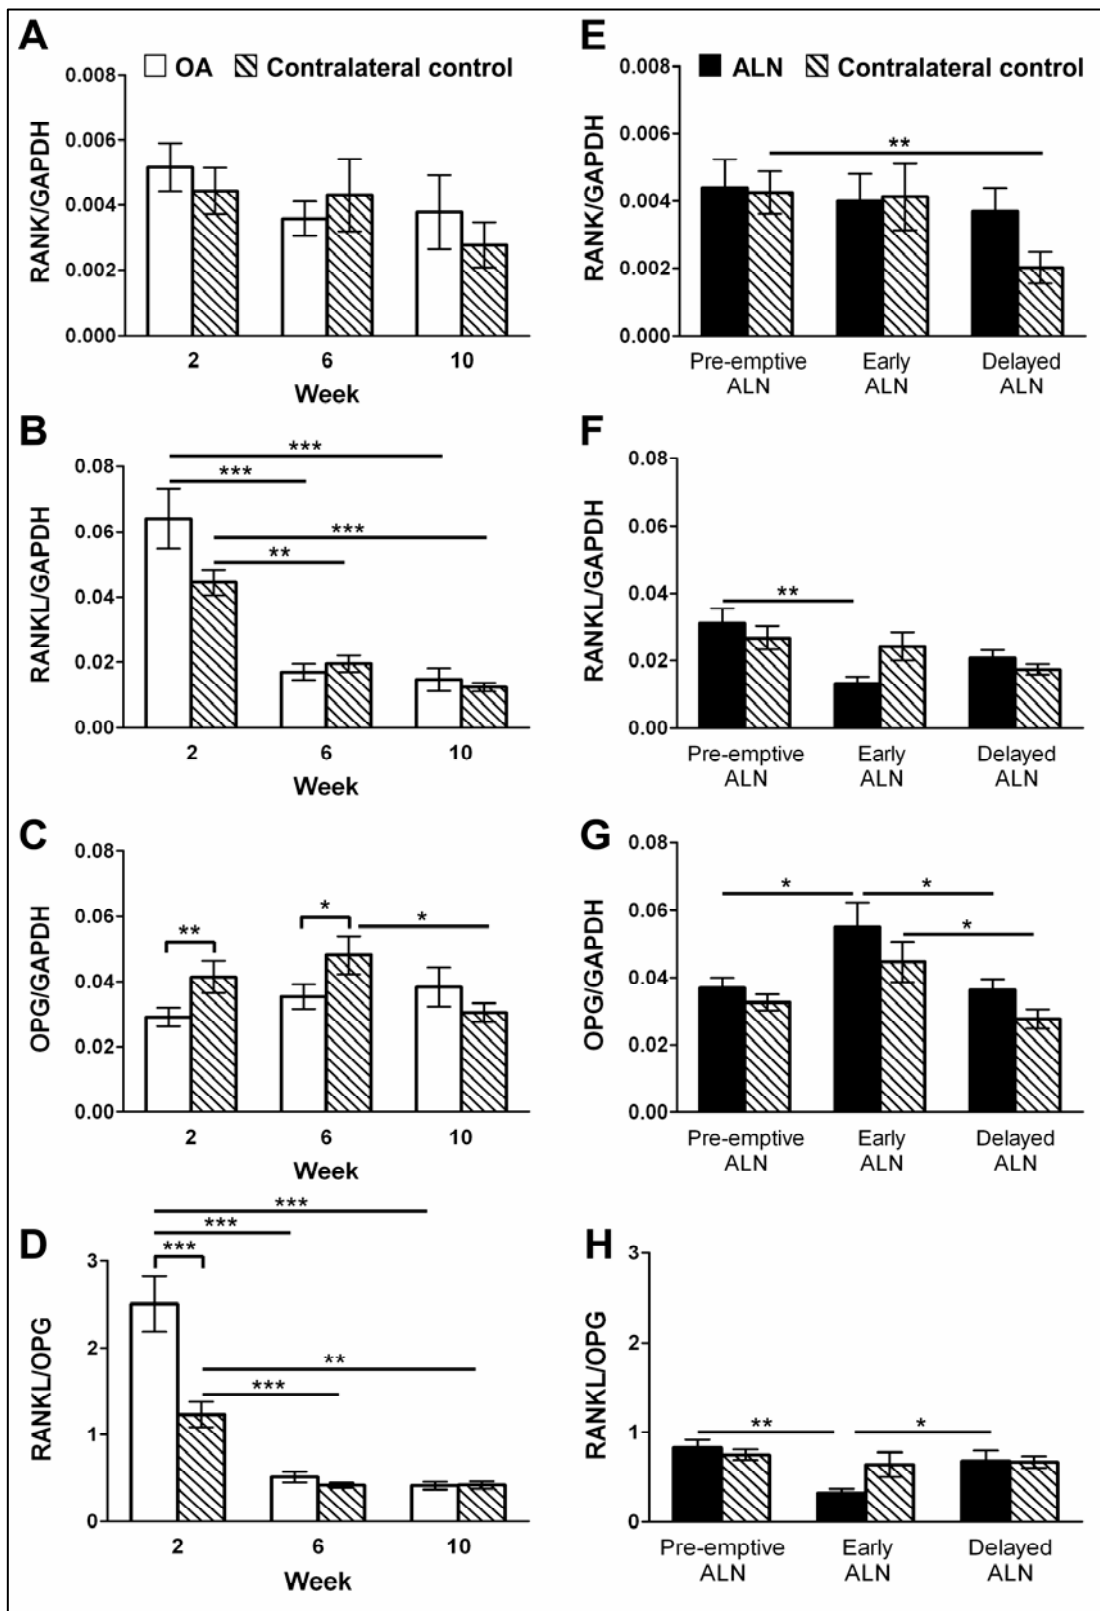 A
OA Contralateral control
0.008
0.006
0.004
0.002
0.000
RANK/GAPDH
2 6 10
Week
E
ALN Contralateral control
0.008
0.006
0.004
0.002
0.000
RANK/GAPDH
**
Pre-emptive ALN
Early ALN
Delayed ALN
B
0.08
0.06
0.04
0.02
0.00
RANKL/GAPDH
***
***
***
**
2 6 10
Week
F
0.08
0.06
0.04
0.02
0.00
RANKL/GAPDH
**
Pre-emptive ALN
Early ALN
Delayed ALN
C
0.08
0.06
0.04
0.02
0.00
OPG/GAPDH
**
*
*
2 6 10
Week
G
0.08
0.06
0.04
0.02
0.00
OPG/GAPDH
*
*
*
Pre-emptive ALN
Early ALN
Delayed ALN
D
3
2
1
0
RANKL/OPG
***
***
***
**
***
2 6 10
Week
H
3
2
1
0
RANKL/OPG
**
*
Pre-emptive ALN
Early ALN
Delayed ALN